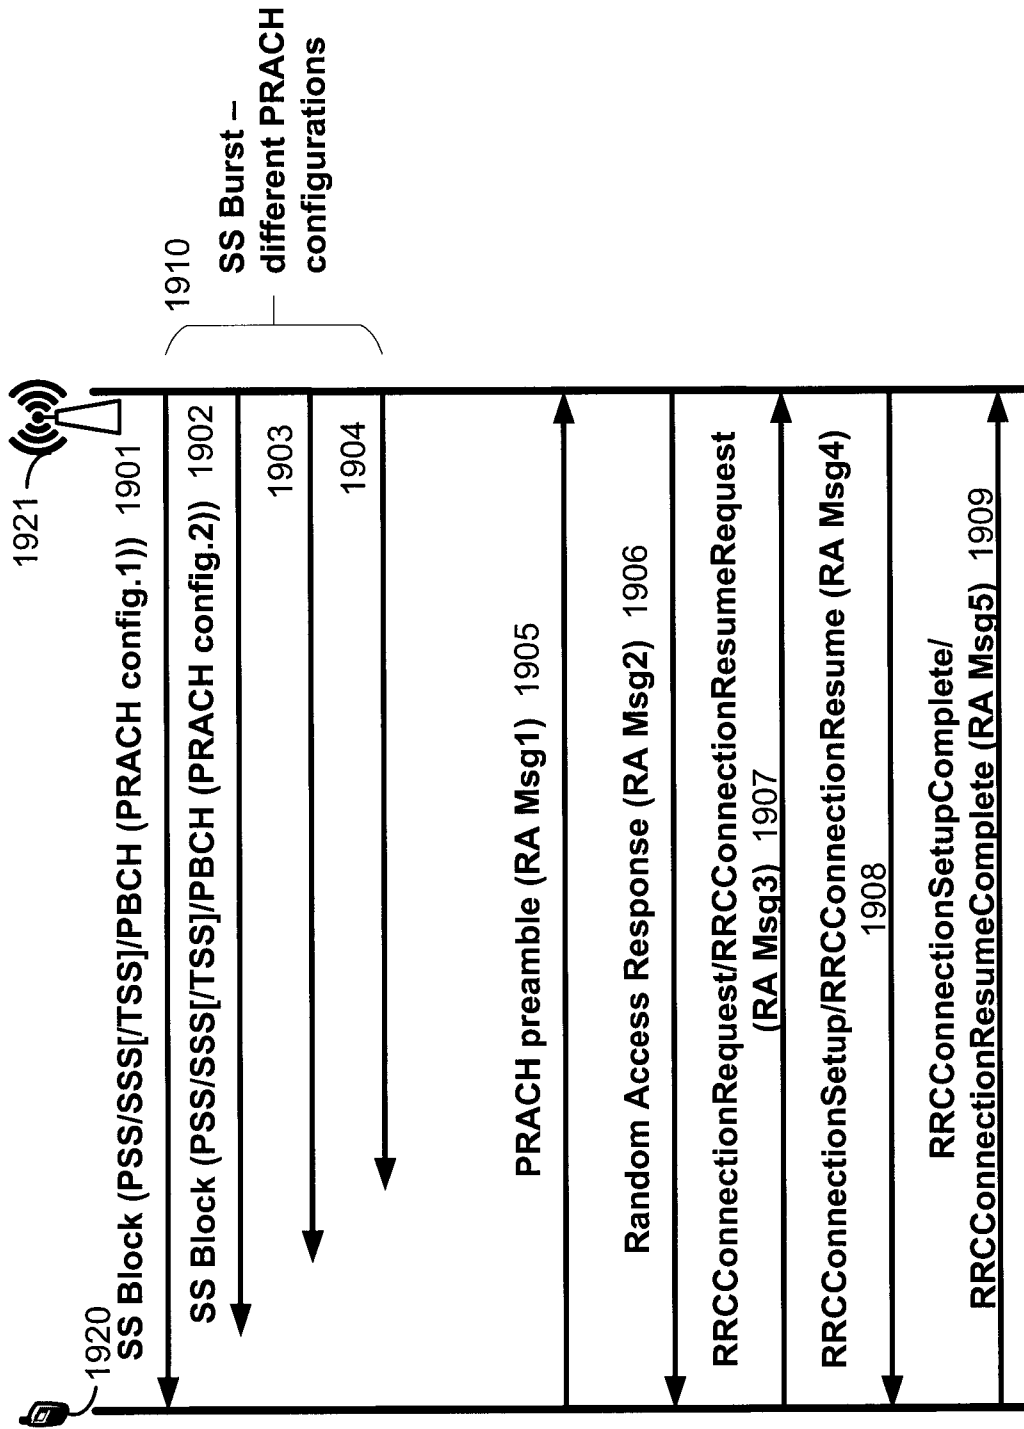 1920
1921
SS Block (PSS/SSS[/TSS]/PBCH (PRACH config.1)) 1901
SS Block (PSS/SSS[/TSS]/PBCH (PRACH config.2)) 1902
1903
1904
1910
SS Burst –
different PRACH
configurations
PRACH preamble (RA Msg1) 1905
Random Access Response (RA Msg2) 1906
RRCConnectionRequest/RRCConnectionResumeRequest
(RA Msg3) 1907
RRCConnectionSetup/RRCConnectionResume (RA Msg4)
1908
RRCConnectionSetupComplete/
RRCConnectionResumeComplete (RA Msg5) 1909